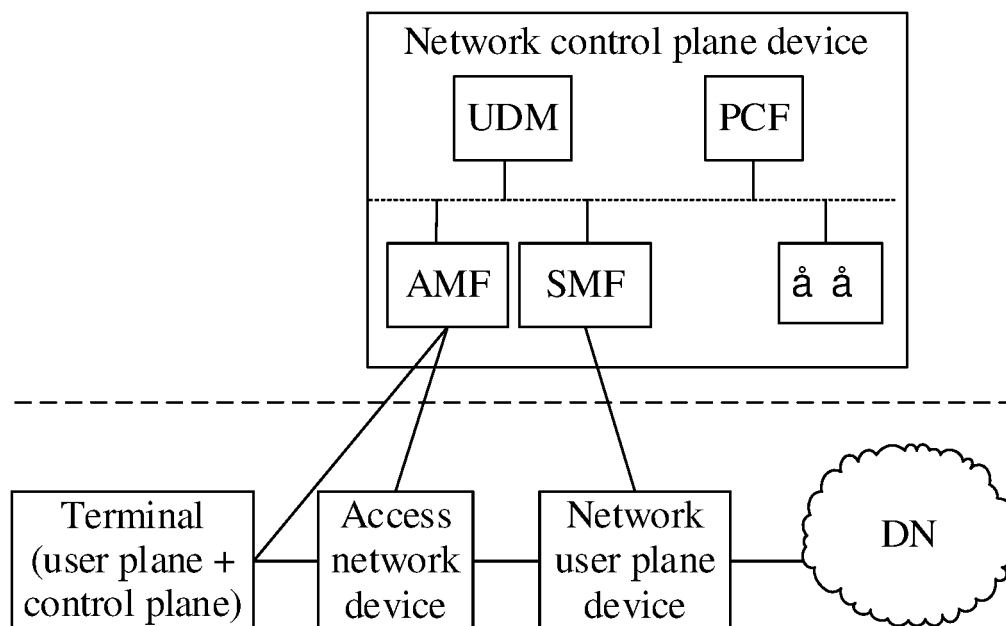 Network control plane device
UDM
PCF
AMF
SMF
å å
Terminal
(user plane +
control plane)
Access
network
device
Network
user plane
device
DN